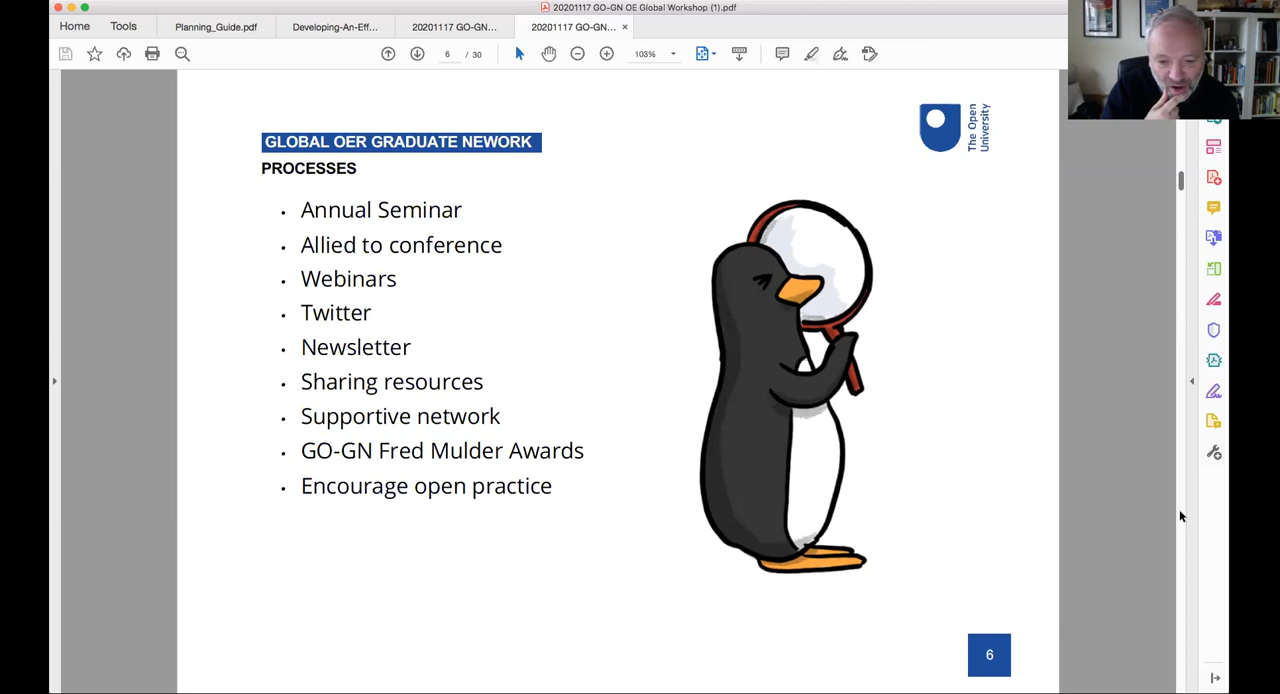 20201117 GO-GN OE Global Workshop (1).pdf
Home Tools Planning_Guide.pdf Developing-An-Eff... 20201117 GO-GN... 20201117 GO-GN... ×
6 / 30 103%
The Open University
GLOBAL OER GRADUATE NEWORK
PROCESSES
• Annual Seminar
• Allied to conference
• Webinars
• Twitter
• Newsletter
• Sharing resources
• Supportive network
• GO-GN Fred Mulder Awards
• Encourage open practice
6